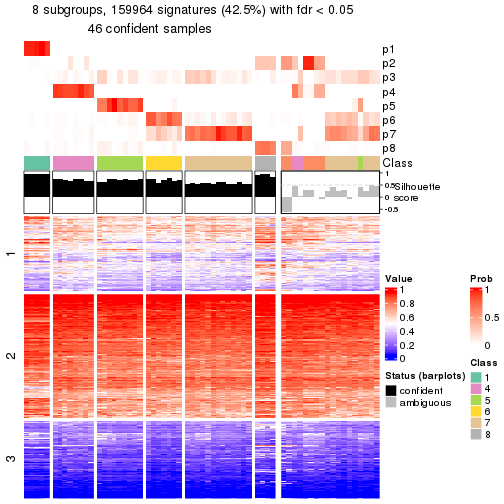 8 subgroups, 159964 signatures (42.5%) with fdr < 0.05
46 confident samples
p1
p2
p3
p4
p5
p6
p7
p8
Class
1
0.5
0
-0.5
Silhouette
score
1
2
3
Value
1
0.8
0.6
0.4
0.2
0
Prob
1
0.5
0
Status (barplots)
confident
ambiguous
Class
1
4
5
6
7
8